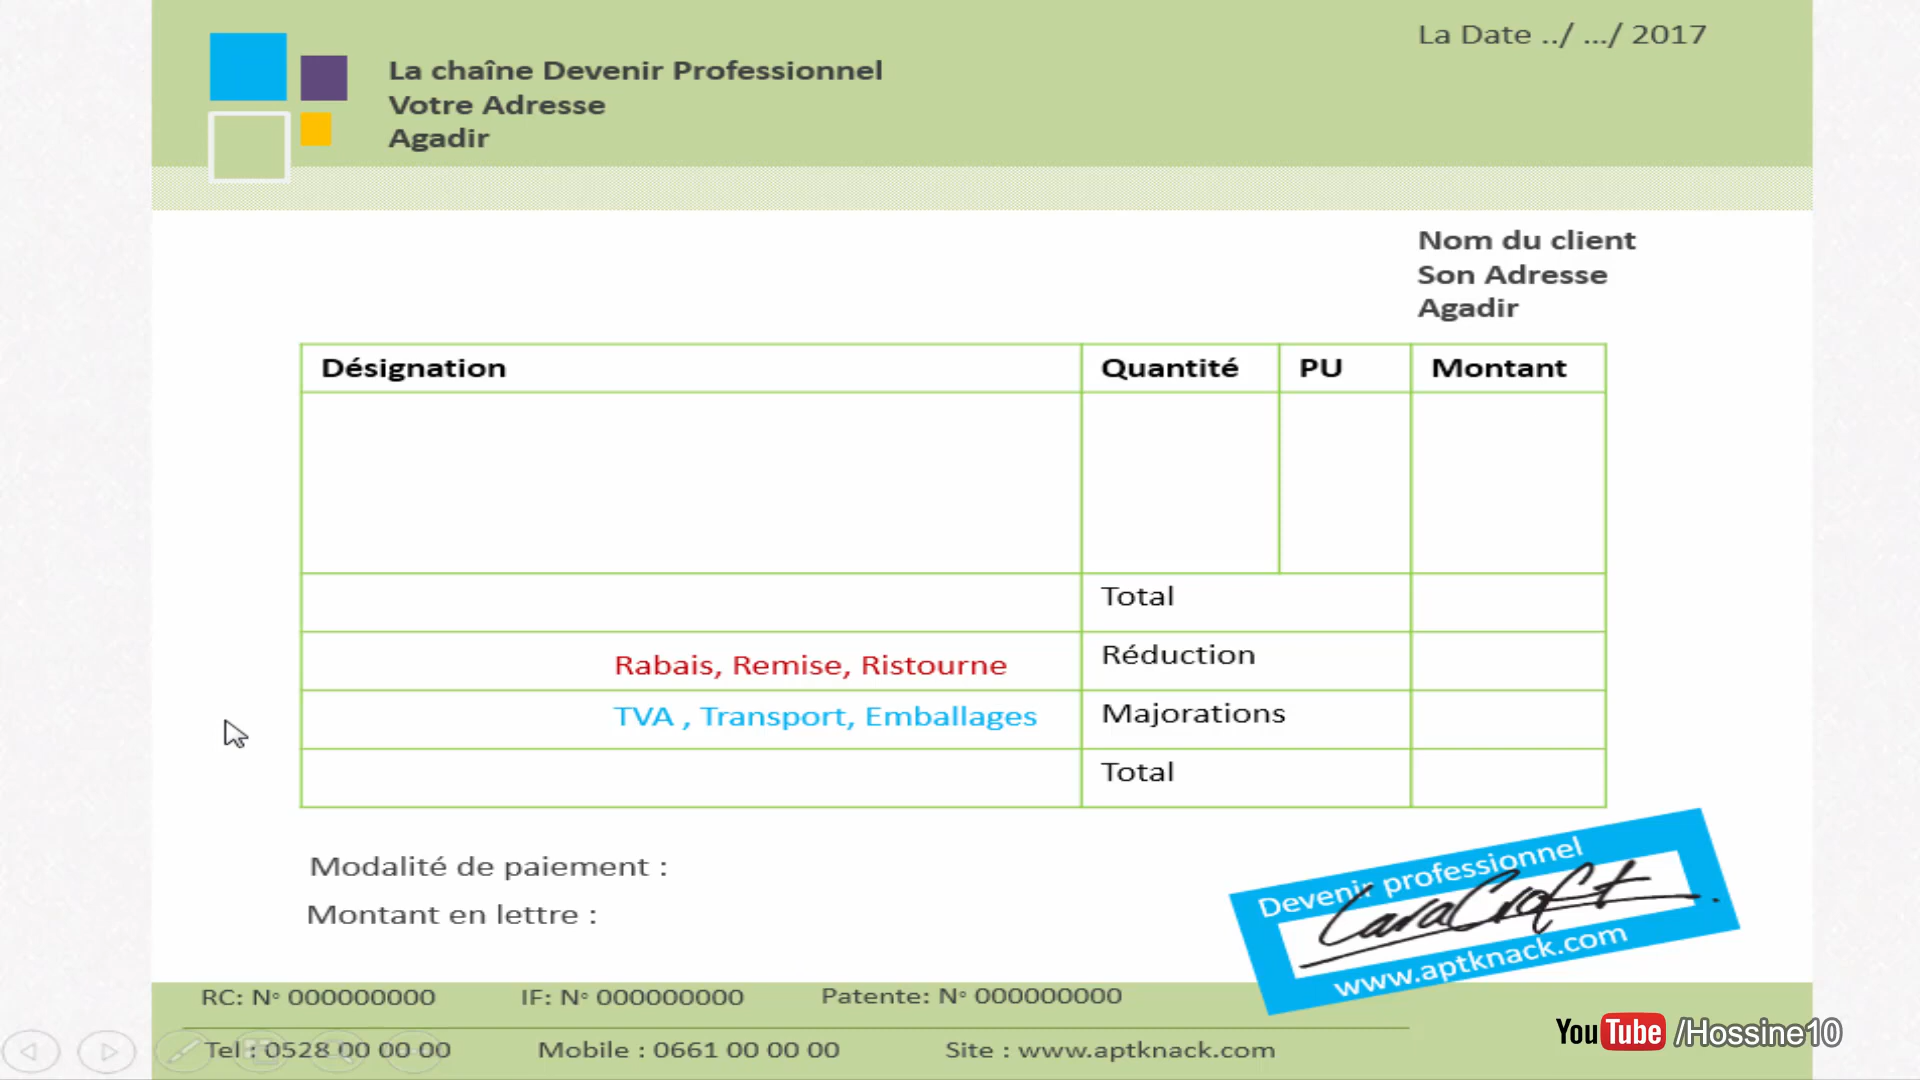 La Date ../ .../ 2017
La chaîne Devenir Professionnel
Votre Adresse
Agadir
Nom du client
Son Adresse
Agadir
Désignation Quantité PU Montant
Total
Rabais, Remise, Ristourne Réduction
TVA , Transport, Emballages Majorations
Total
Modalité de paiement :
Montant en lettre :
Devenir professionnel
LaraCroft
www.aptknack.com
RC: N° 000000000 IF: N° 000000000 Patente: N° 000000000
Tel : 0528 00 00 00 Mobile : 0661 00 00 00 Site : www.aptknack.com
YouTube /Hossine10